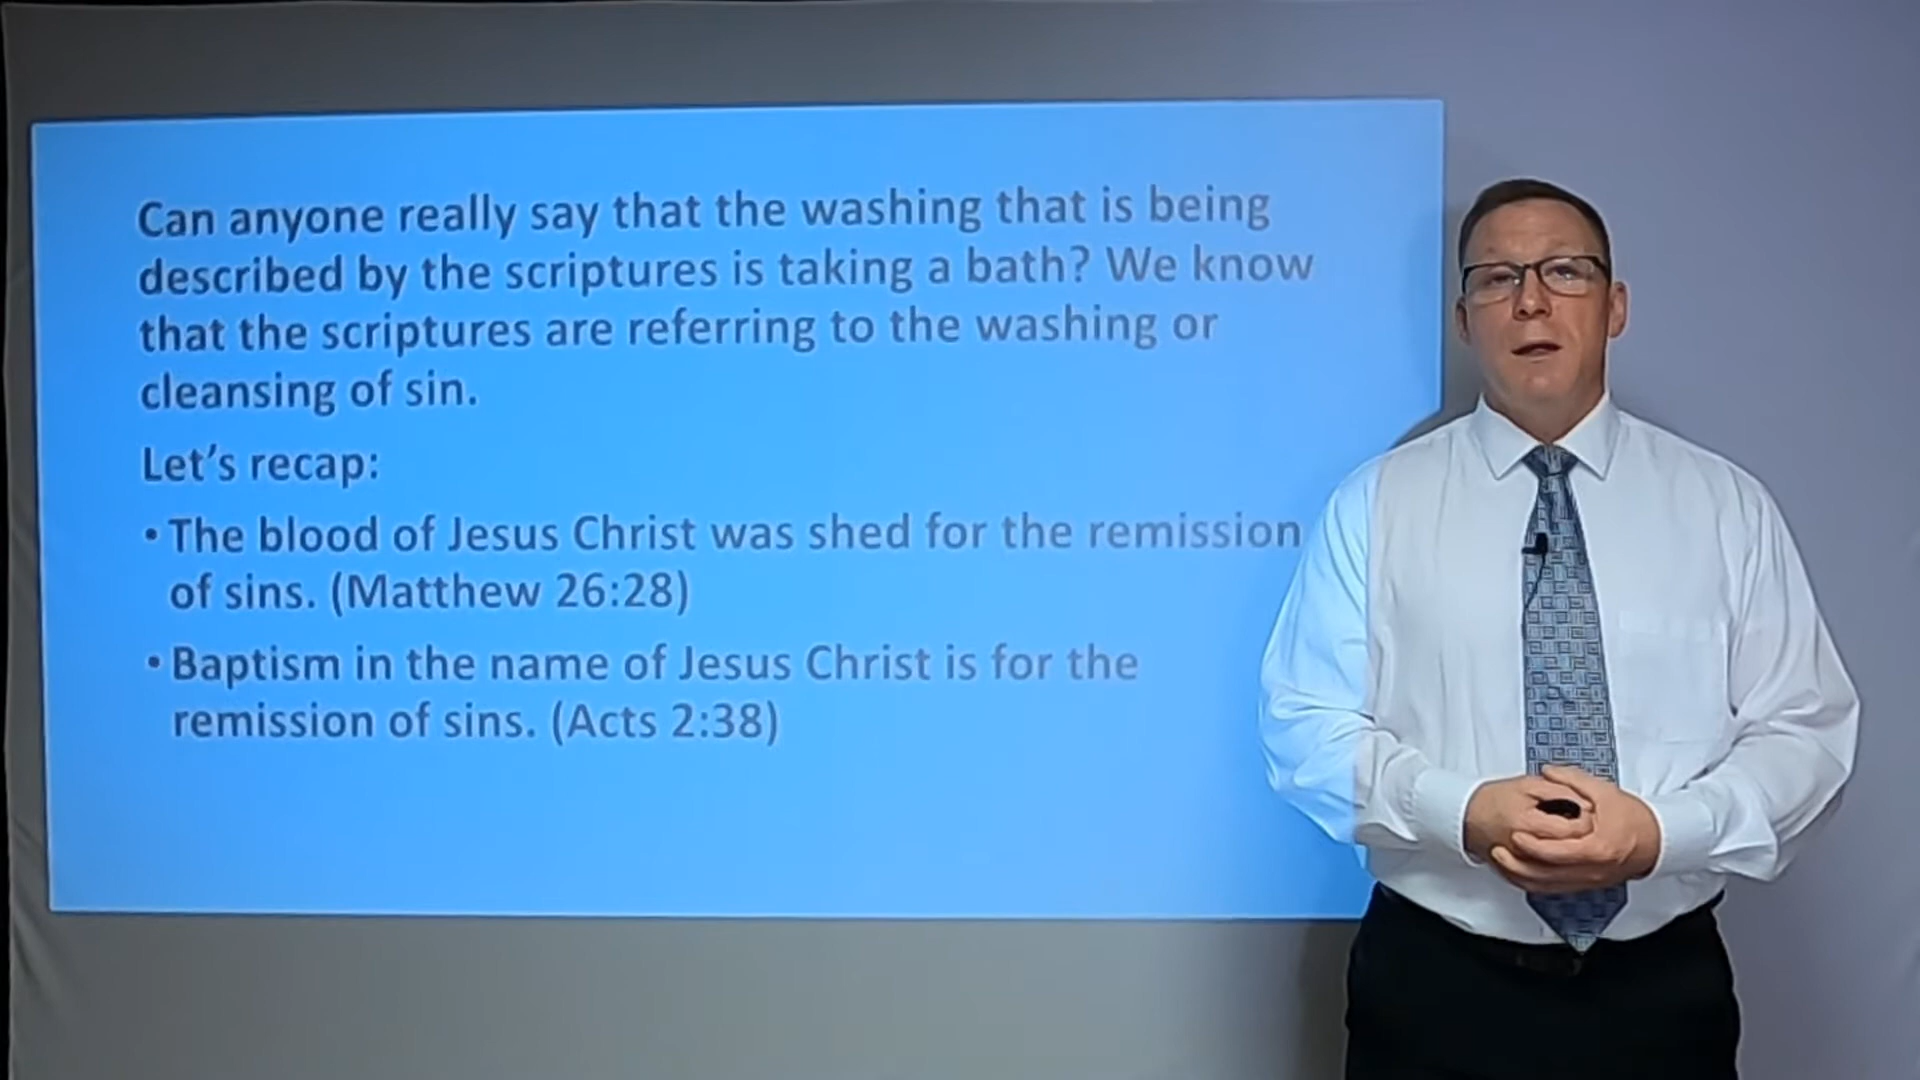 Can anyone really say that the washing that is being
described by the scriptures is taking a bath? We know
that the scriptures are referring to the washing or
cleansing of sin.
Let’s recap:
• The blood of Jesus Christ was shed for the remission
of sins. (Matthew 26:28)
• Baptism in the name of Jesus Christ is for the
remission of sins. (Acts 2:38)